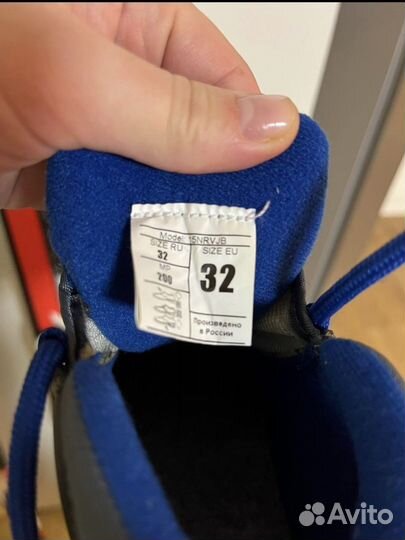 Model: 15NRVJB
SIZE RU
32
MP
200
SIZE EU
32
Произведено
в России
Avito